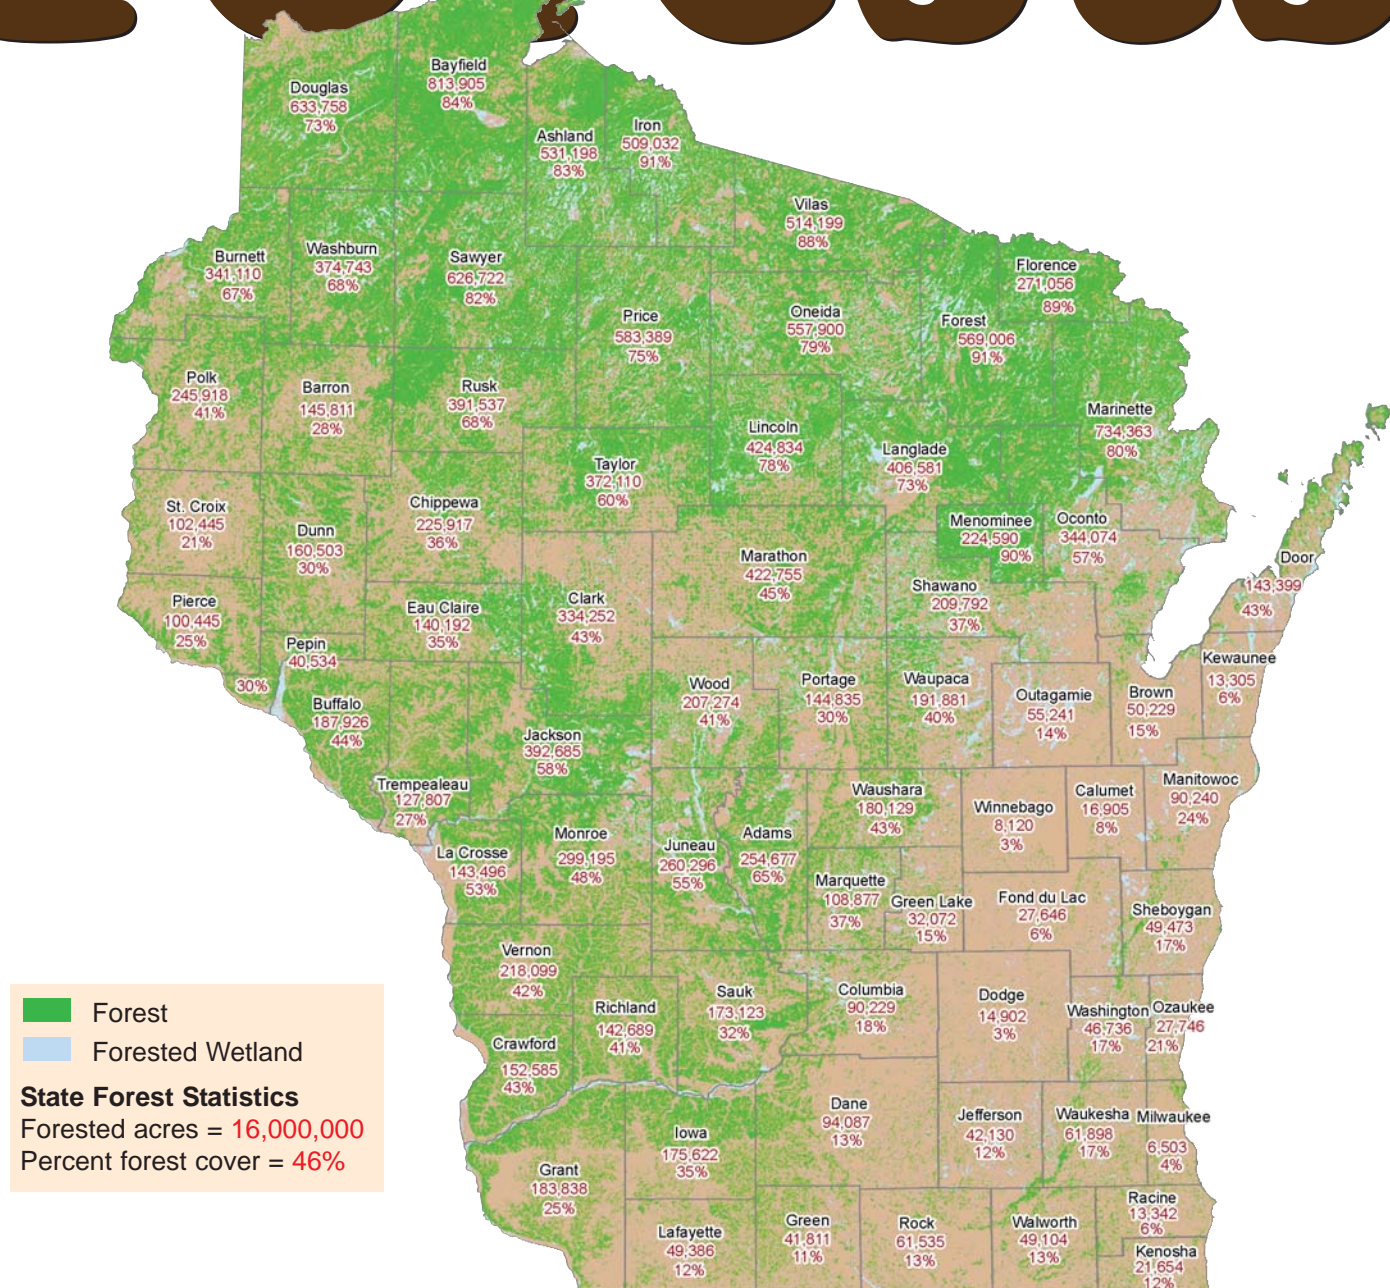 Douglas
633,758
73%
Bayfield
813,905
84%
Ashland
531,198
83%
Iron
509,032
91%
Vilas
514,199
88%
Burnett
341,110
67%
Washburn
374,743
68%
Sawyer
626,722
82%
Florence
271,056
89%
Price
583,389
75%
Oneida
557,900
79%
Forest
569,006
91%
Polk
245,918
41%
Barron
145,811
28%
Rusk
391,537
68%
Lincoln
424,834
78%
Langlade
406,581
73%
Marinette
734,363
80%
Taylor
372,110
60%
St. Croix
102,445
21%
Dunn
160,503
30%
Chippewa
225,917
36%
Marathon
422,755
45%
Menominee
224,590
90%
Oconto
344,074
57%
Door
143,399
43%
Pierce
100,445
25%
Pepin
40,534
30%
Eau Claire
140,192
35%
Clark
334,252
43%
Shawano
209,792
37%
Kewaunee
13,305
6%
Buffalo
187,926
44%
Jackson
392,685
58%
Wood
207,274
41%
Portage
144,835
30%
Waupaca
191,881
40%
Outagamie
55,241
14%
Brown
50,229
15%
Trempealeau
127,807
27%
Waushara
180,129
43%
Winnebago
8,120
3%
Calumet
16,905
8%
Manitowoc
90,240
24%
La Crosse
143,496
53%
Monroe
299,195
48%
Juneau
260,296
55%
Adams
254,677
65%
Marquette
108,877
37%
Green Lake
32,072
15%
Fond du Lac
27,646
6%
Sheboygan
49,473
17%
Vernon
218,099
42%
Richland
142,689
41%
Sauk
173,123
32%
Columbia
90,229
18%
Dodge
14,902
3%
Washington
46,736
17%
Ozaukee
27,746
21%
Crawford
152,585
43%
Iowa
175,622
35%
Dane
94,087
13%
Jefferson
42,130
12%
Waukesha
61,898
17%
Milwaukee
6,503
4%
Grant
183,838
25%
Lafayette
49,386
12%
Green
41,811
11%
Rock
61,535
13%
Walworth
49,104
13%
Racine
13,342
6%
Kenosha
21,654
12%
Forest
Forested Wetland
State Forest Statistics
Forested acres = 16,000,000
Percent forest cover = 46%